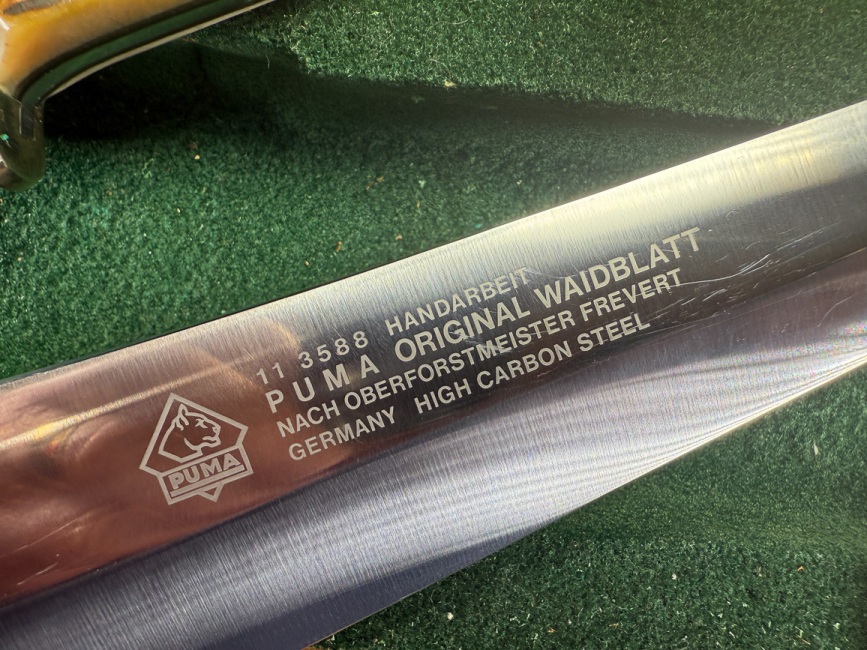 11 3588 HANDARBEIT
PUMA ORIGINAL WAIDBLATT
NACH OBERFORSTMEISTER FREVERT
GERMANY HIGH CARBON STEEL
PUMA